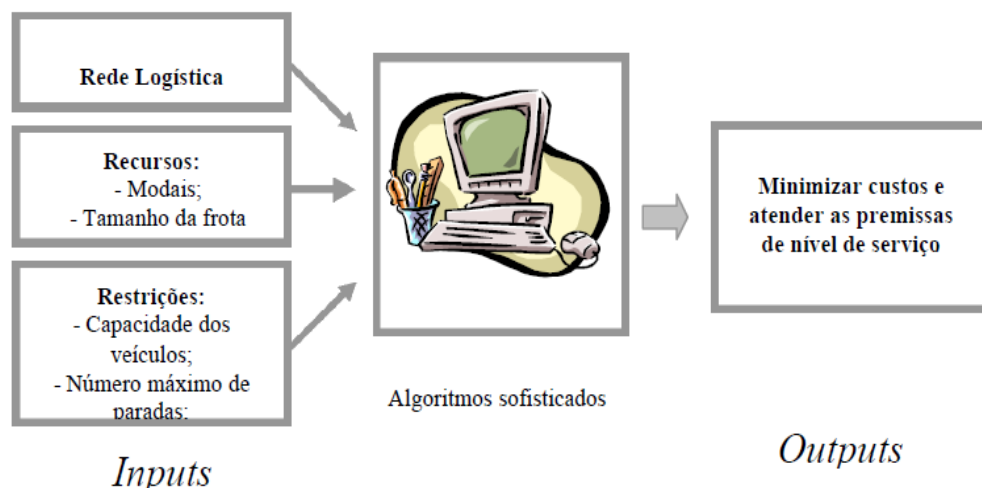 Rede Logística
Recursos:
- Modais;
- Tamanho da frota
Restrições:
- Capacidade dos
veículos;
- Número máximo de
paradas;
Inputs
Algoritmos sofisticados
Minimizar custos e
atender as premissas
de nível de serviço
Outputs